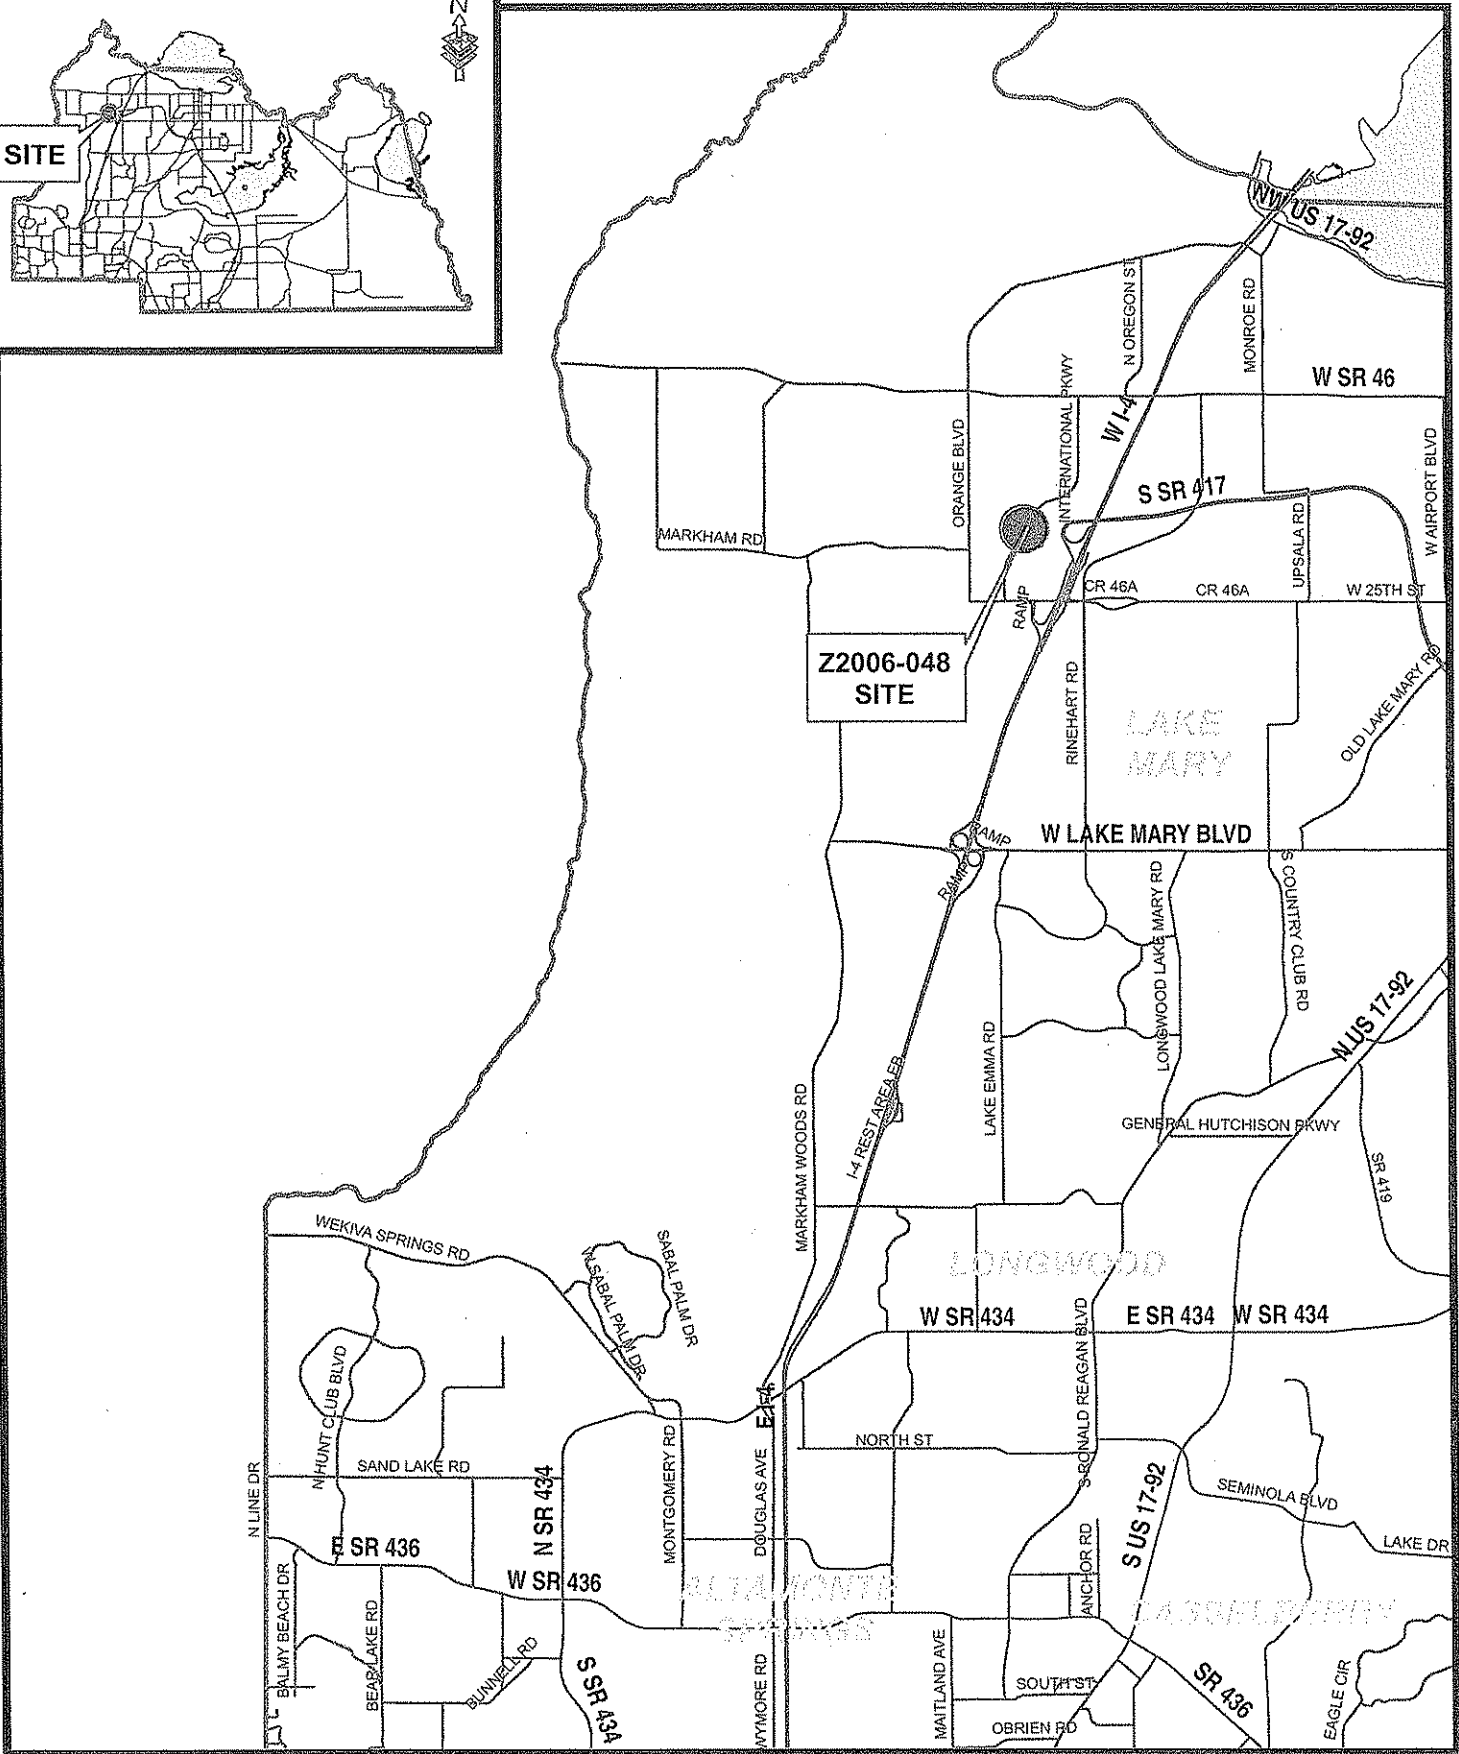 N
SITE
NW US 17-92
N OREGON ST
MONROE RD
W SR 46
INTERNATIONAL PKWY
W I-4
ORANGE BLVD
W AIRPORT BLVD
S SR 417
UPSALA RD
MARKHAM RD
CR 46A
CR 46A
W 25TH ST
RAMP
Z2006-048
SITE
RINEHART RD
OLD LAKE MARY RD
LAKE
MARY
RAMP
W LAKE MARY BLVD
RAMP
S COUNTRY CLUB RD
LONGWOOD LAKE MARY RD
N US 17-92
LAKE EMMA RD
I-4 REST AREA EB
MARKHAM WOODS RD
GENERAL HUTCHISON PKWY
SR 419
WEKIVA SPRINGS RD
SABAL PALM DR
W SABAL PALM DR
LONGWOOD
W SR 434
E SR 434
W SR 434
S RONALD REAGAN BLVD
N HUNT CLUB BLVD
E I-4
NORTH ST
SAND LAKE RD
N LINE DR
N SR 434
MONTGOMERY RD
DOUGLAS AVE
S US 17-92
SEMINOLA BLVD
LAKE DR
E SR 436
W SR 436
ANCHOR RD
ALTAMONTE
SPRINGS
CASSELBERRY
BALMY BEACH DR
BEAR LAKE RD
BUNNELL RD
S SR 434
WYMORE RD
MAITLAND AVE
SOUTH ST
OBRIEN RD
SR 436
EAGLE CIR